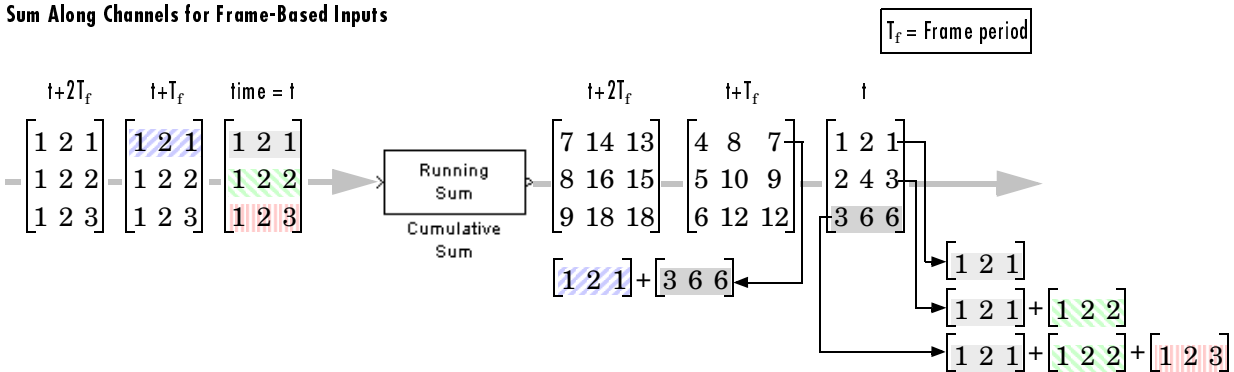 Sum Along Channels for Frame-Based Inputs
T_f = Frame period
t+2T_f t+T_f time = t t+2T_f t+T_f t
1 2 1 1 2 1 1 2 1 7 14 13 4 8 7 1 2 1
1 2 2 1 2 2 1 2 2 8 16 15 5 10 9 2 4 3
1 2 3 1 2 3 1 2 3 9 18 18 6 12 12 3 6 6
Running
Sum
Cumulative
Sum
[1 2 1] + [3 6 6]
[1 2 1]
[1 2 1] + [1 2 2]
[1 2 1] + [1 2 2] + [1 2 3]